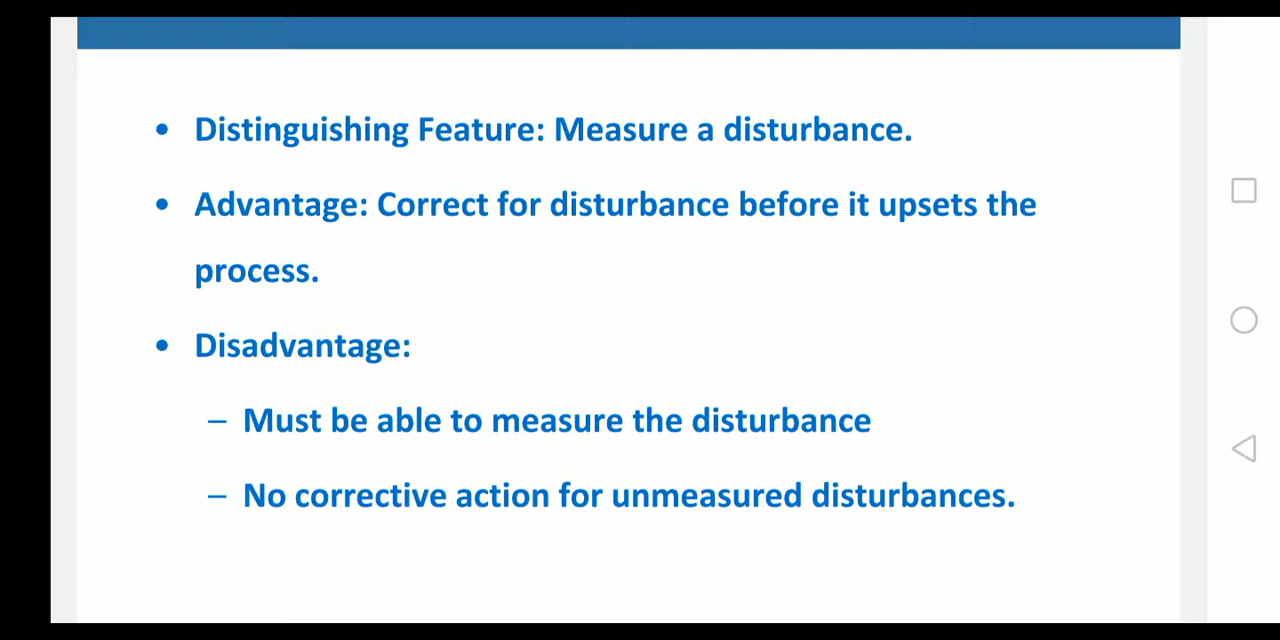 • Distinguishing Feature: Measure a disturbance.
• Advantage: Correct for disturbance before it upsets the
process.
• Disadvantage:
– Must be able to measure the disturbance
– No corrective action for unmeasured disturbances.